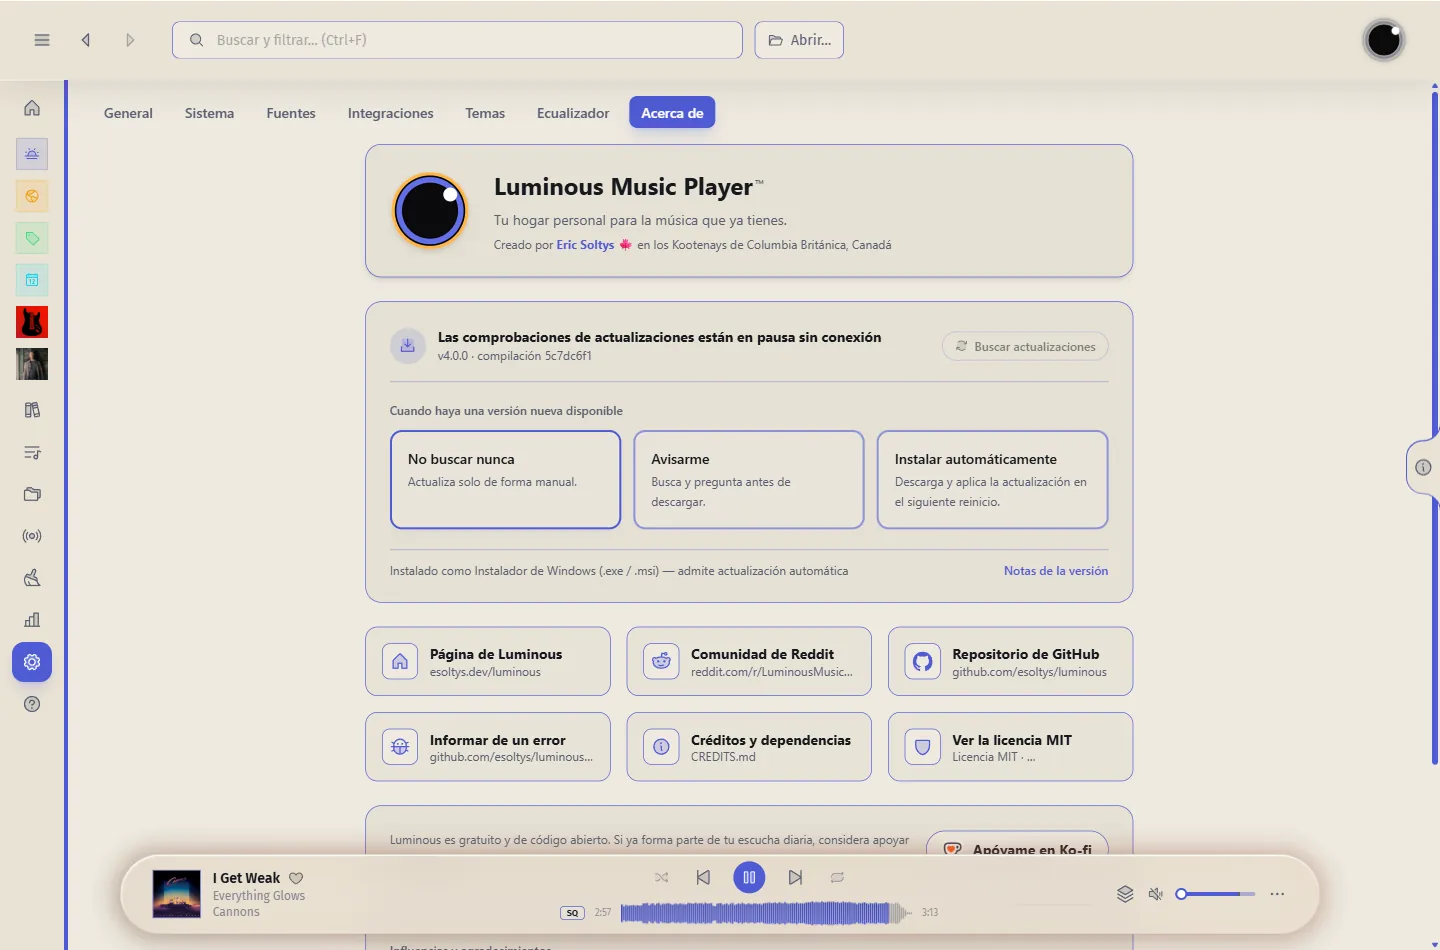 Buscar y filtrar... (Ctrl+F)
Abrir...
General
Sistema
Fuentes
Integraciones
Temas
Ecualizador
Acerca de
Luminous Music Player™
Tu hogar personal para la música que ya tienes.
Creado por Eric Soltys en los Kootenays de Columbia Británica, Canadá
Las comprobaciones de actualizaciones están en pausa sin conexión
v4.0.0 · compilación 5c7dc6f1
Buscar actualizaciones
Cuando haya una versión nueva disponible
No buscar nunca
Actualiza solo de forma manual.
Avisarme
Busca y pregunta antes de
descargar.
Instalar automáticamente
Descarga y aplica la actualización en
el siguiente reinicio.
Instalado como Instalador de Windows (.exe / .msi) — admite actualización automática
Notas de la versión
Página de Luminous
esoltys.dev/luminous
Comunidad de Reddit
reddit.com/r/LuminousMusic...
Repositorio de GitHub
github.com/esoltys/luminous
Informar de un error
github.com/esoltys/luminous...
Créditos y dependencias
CREDITS.md
Ver la licencia MIT
Licencia MIT · ...
Luminous es gratuito y de código abierto. Si ya forma parte de tu escucha diaria, considera apoyar
Apóyame en Ko-fi
I Get Weak
Everything Glows
Cannons
SQ
2:57
3:13